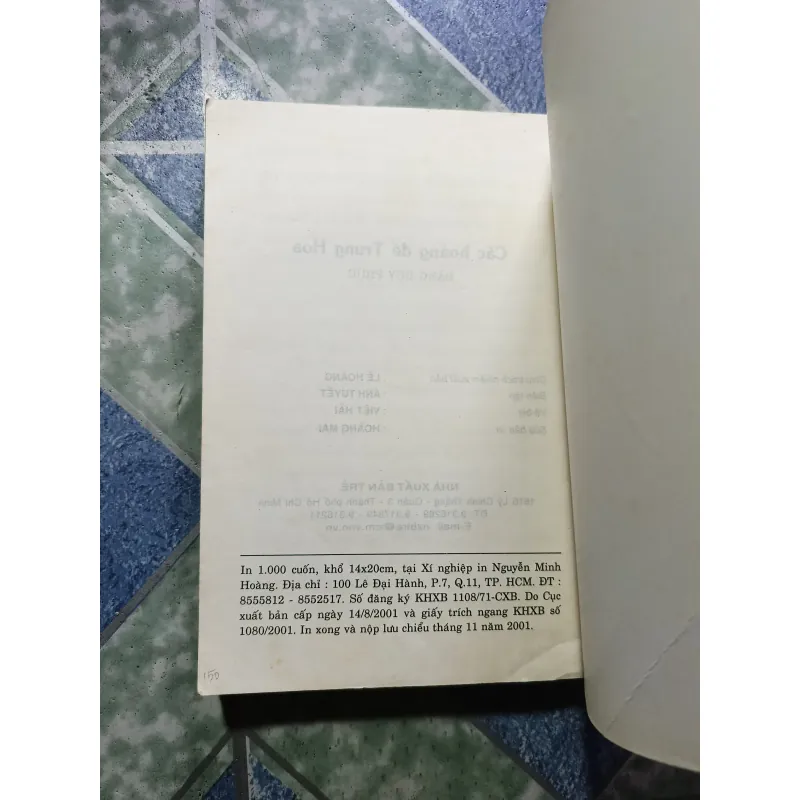 Các hoàng đế Trung Hoa
LÊ HOÀNG
ÁNH TUYẾT
VIỆT HẢI
HOÀNG MAI
NHÀ XUẤT BẢN TRẺ
In 1.000 cuốn, khổ 14x20cm, tại Xí nghiệp in Nguyễn Minh
Hoàng. Địa chỉ : 100 Lê Đại Hành, P.7, Q.11, TP. HCM. ĐT :
8555812 - 8552517. Số đăng ký KHXB 1108/71-CXB. Do Cục
xuất bản cấp ngày 14/8/2001 và giấy trích ngang KHXB số
1080/2001. In xong và nộp lưu chiểu tháng 11 năm 2001.
150